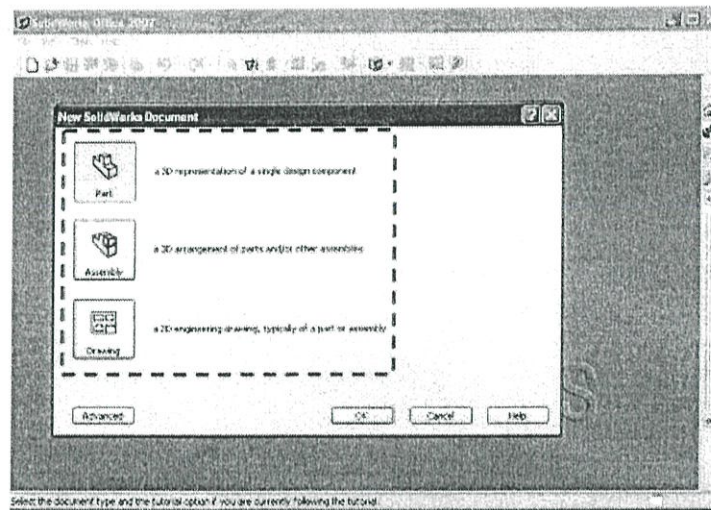 SolidWorks Office 2007
New SolidWorks Document
Part
a 3D representation of a single design component
Assembly
a 3D arrangement of parts and/or other assemblies
Drawing
a 2D engineering drawing, typically of a part or assembly
Advanced
OK
Cancel
Help
Select the document type and the tutorial option if you are currently following the tutorial.